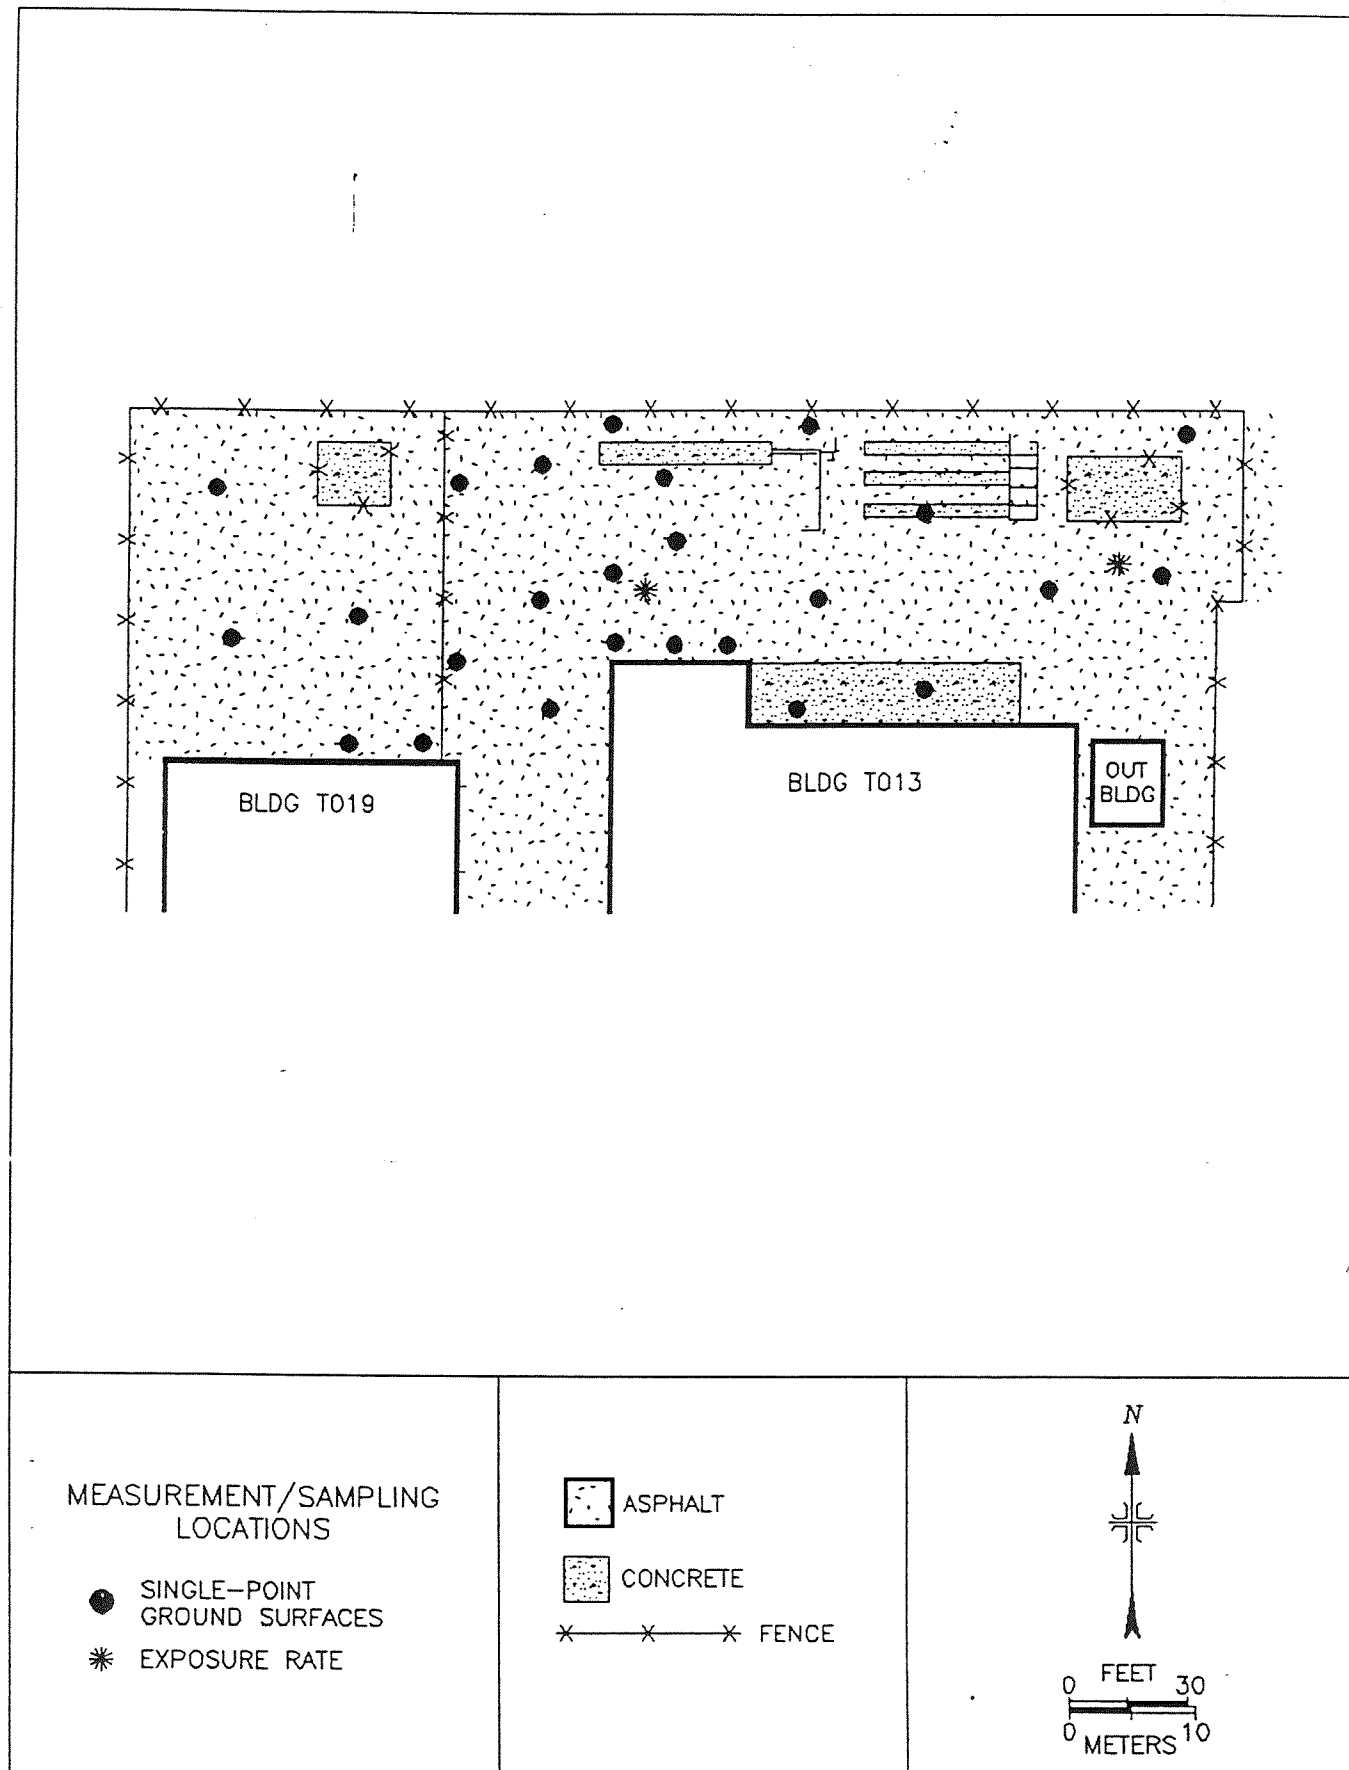 BLDG T019
BLDG T013
OUT
BLDG
MEASUREMENT/SAMPLING
LOCATIONS
SINGLE-POINT
GROUND SURFACES
EXPOSURE RATE
ASPHALT
CONCRETE
FENCE
N
FEET
0 30
0 10
METERS